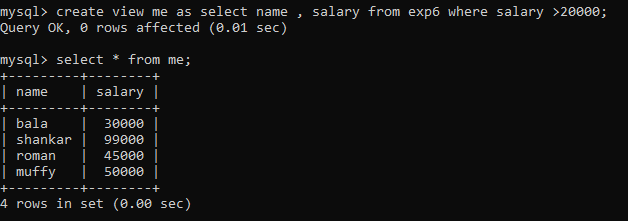 mysql> create view me as select name , salary from exp6 where salary >20000;
Query OK, 0 rows affected (0.01 sec)
mysql> select * from me;
+---------+--------+
| name    | salary |
+---------+--------+
| bala    |  30000 |
| shankar |  99000 |
| roman   |  45000 |
| muffy   |  50000 |
+---------+--------+
4 rows in set (0.00 sec)